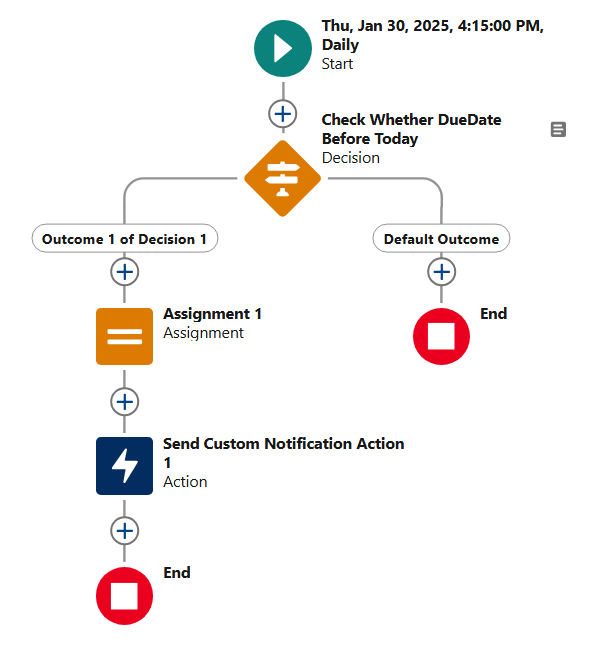 Thu, Jan 30, 2025, 4:15:00 PM,
Daily
Start
Check Whether DueDate
Before Today
Decision
Outcome 1 of Decision 1
Default Outcome
Assignment 1
Assignment
End
Send Custom Notification Action
1
Action
End